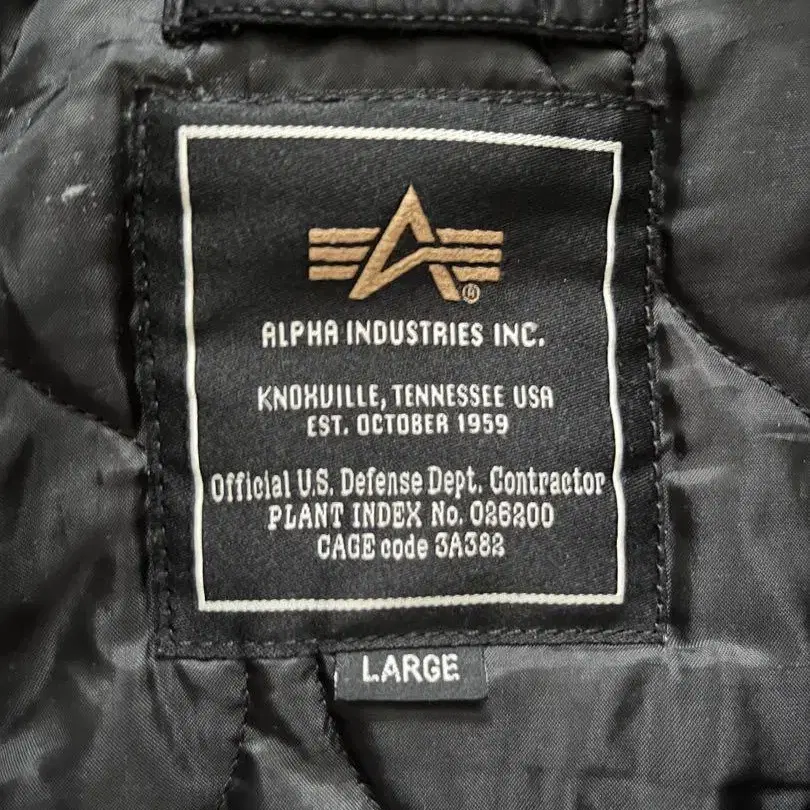 ®
ALPHA INDUSTRIES INC.
KNOXVILLE, TENNESSEE USA
EST. OCTOBER 1959
Official U.S. Defense Dept. Contractor
PLANT INDEX No. 026200
CAGE code 3A382
LARGE